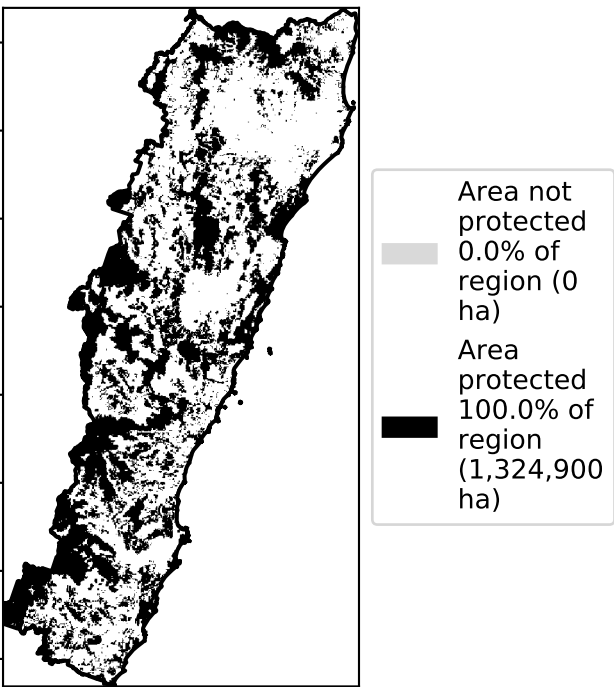 Area not
protected
0.0% of
region (0
ha)
Area
protected
100.0% of
region
(1,324,900
ha)